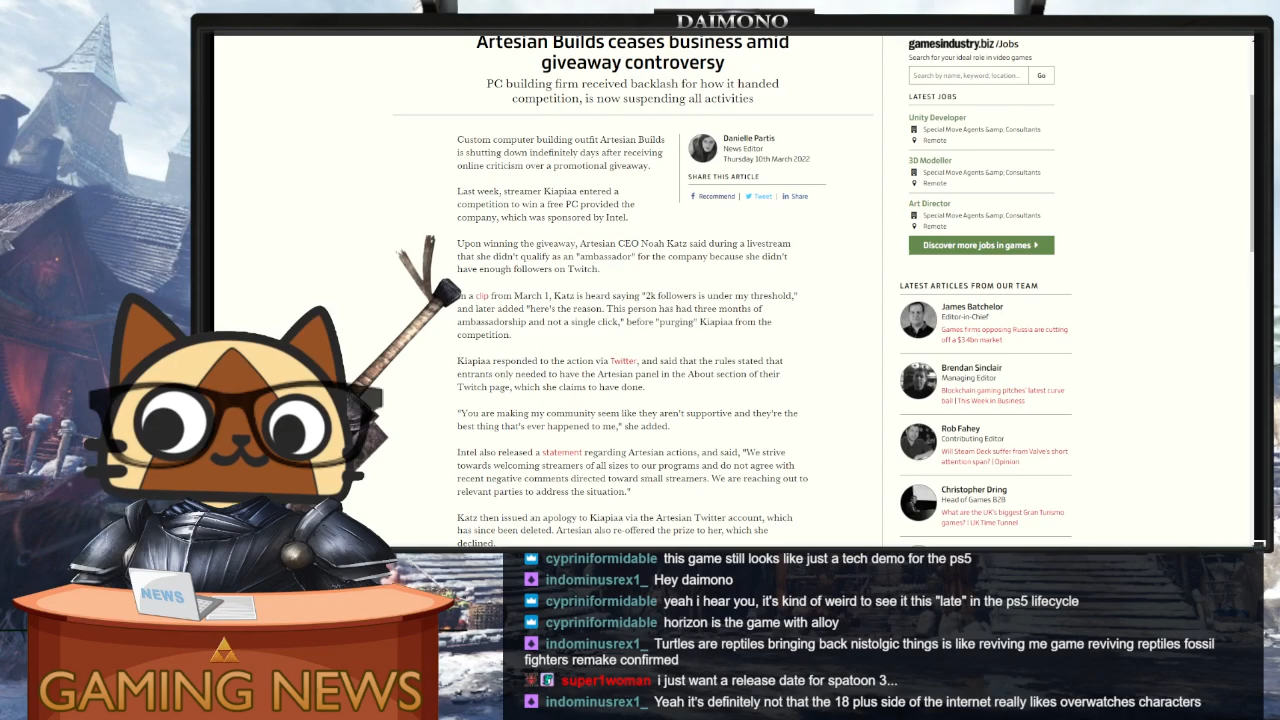 DAIMONO
Artesian Builds ceases business amid
giveaway controversy
PC building firm received backlash for how it handed
competition, is now suspending all activities
Custom computer building outfit Artesian Builds
is shutting down indefinitely days after receiving
online criticism over a promotional giveaway.
Danielle Partis
News Editor
Thursday 10th March 2022
SHARE THIS ARTICLE
Recommend | Tweet | in Share
Last week, streamer Kiapiaa entered a
competition to win a free PC provided the
company, which was sponsored by Intel.
Upon winning the giveaway, Artesian CEO Noah Katz said during a livestream
that she didn't qualify as an "ambassador" for the company because she didn't
have enough followers on Twitch.
In a clip from March 1, Katz is heard saying "2k followers is under my threshold,"
and later added "here's the reason. This person has had three months of
ambassadorship and not a single click," before "purging" Kiapiaa from the
competition.
Kiapiaa responded to the action via Twitter, and said that the rules stated that
entrants only needed to have the Artesian panel in the About section of their
Twitch page, which she claims to have done.
"You are making my community seem like they aren't supportive and they're the
best thing that's ever happened to me," she added.
Intel also released a statement regarding Artesian actions, and said, "We strive
towards welcoming streamers of all sizes to our programs and do not agree with
recent negative comments directed toward small streamers. We are reaching out to
relevant parties to address the situation."
Katz then issued an apology to Kiapiaa via the Artesian Twitter account, which
has since been deleted. Artesian also re-offered the prize to her, which she
declined.
gamesindustry.biz /Jobs
Search for your ideal role in video games
Search by name, keyword, location... Go
LATEST JOBS
Unity Developer
Special Move Agents &amp; Consultants
Remote
3D Modeller
Special Move Agents &amp; Consultants
Remote
Art Director
Special Move Agents &amp; Consultants
Remote
Discover more jobs in games
LATEST ARTICLES FROM OUR TEAM
James Batchelor
Editor-in-Chief
Games firms opposing Russia are cutting
off a $3.4bn market
Brendan Sinclair
Managing Editor
Blockchain gaming pitches' latest curve
ball | This Week in Business
Rob Fahey
Contributing Editor
Will Steam Deck suffer from Valve's short
attention span? | Opinion
Christopher Dring
Head of Games B2B
What are the UK's biggest Gran Turismo
games? | UK Time Tunnel
NEWS
GAMING NEWS
cypriniformidable this game still looks like just a tech demo for the ps5
indominusrex1_ Hey daimono
cypriniformidable yeah i hear you, it's kind of weird to see it this "late" in the ps5 lifecycle
cypriniformidable horizon is the game with alloy
indominusrex1_ Turtles are reptiles bringing back nistolgic things is like reviving me game reviving reptiles fossil
fighters remake confirmed
super1woman i just want a release date for spatoon 3...
indominusrex1_ Yeah it's definitely not that the 18 plus side of the internet really likes overwatches characters